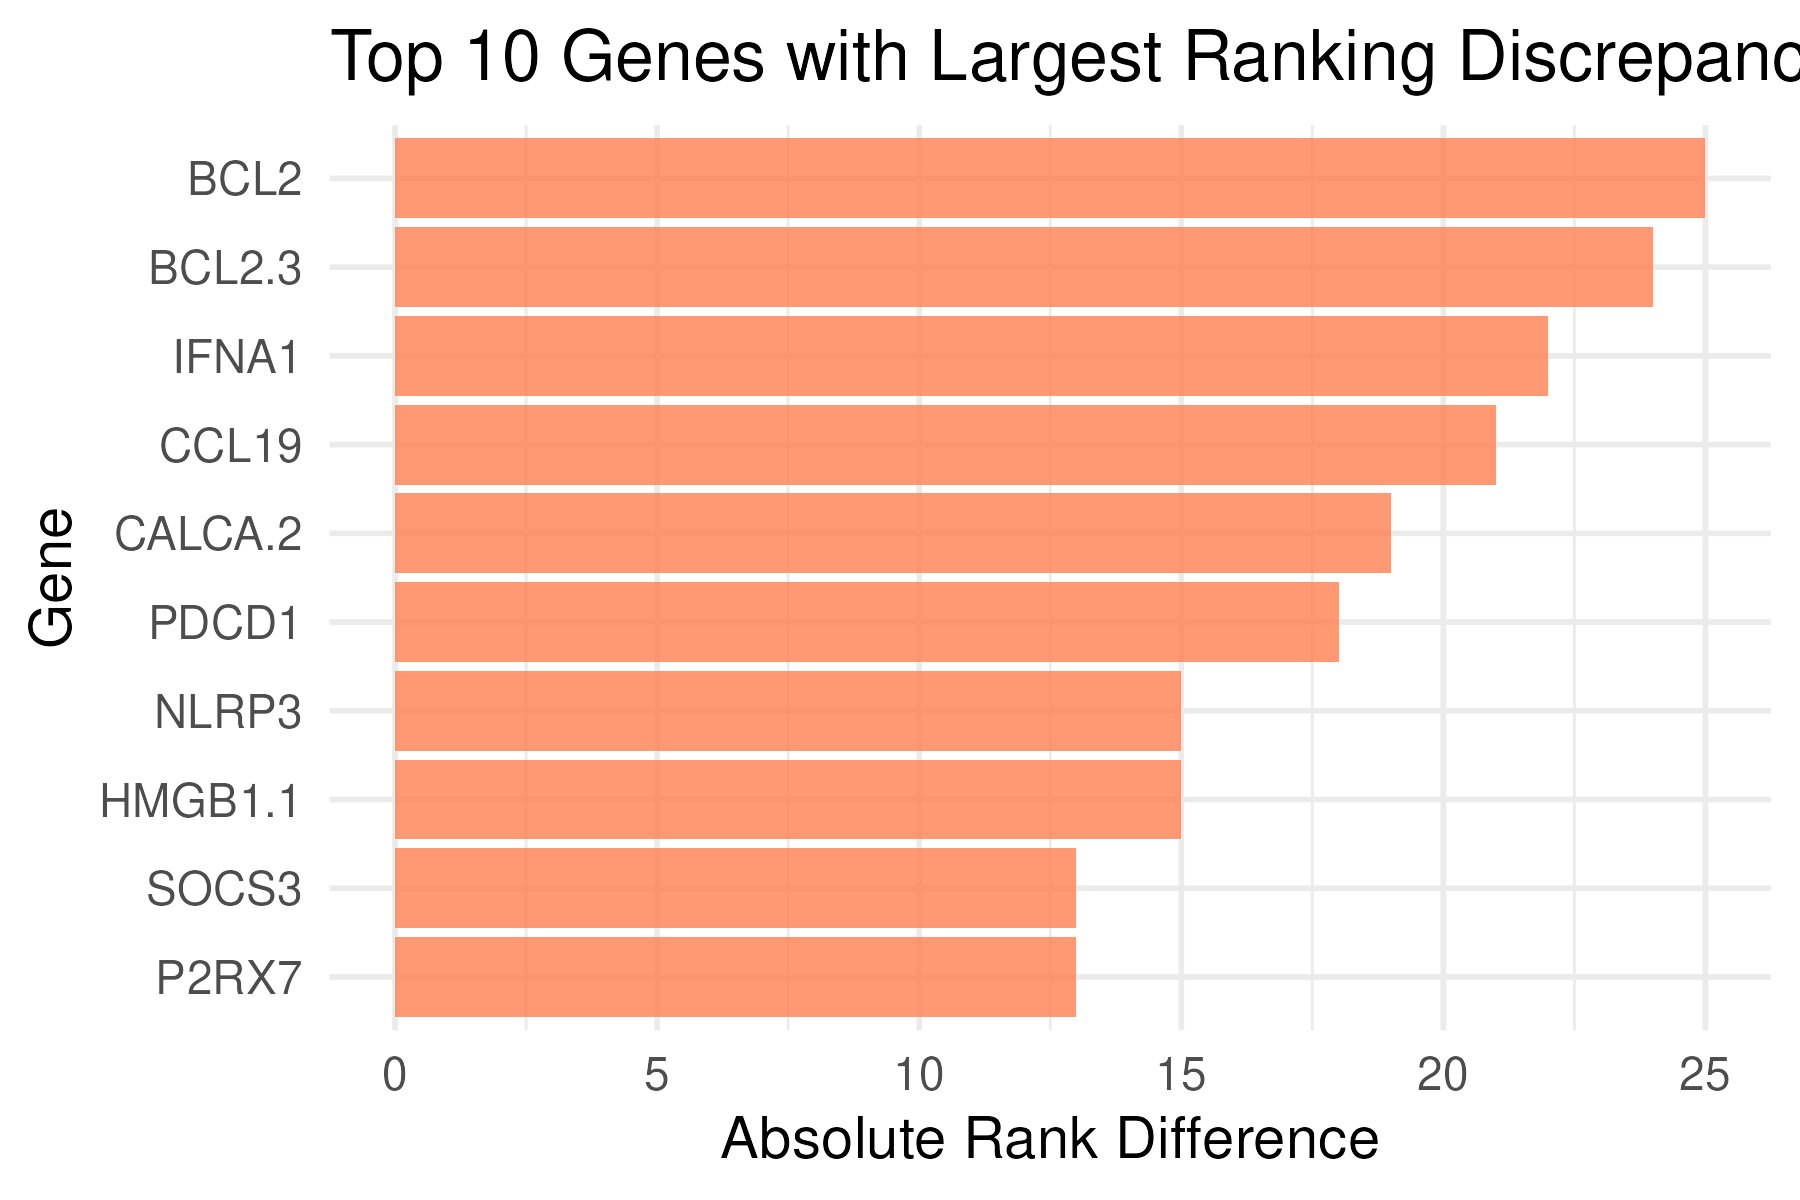 Top 10 Genes with Largest Ranking Discrepanc
BCL2
BCL2.3
IFNA1
CCL19
CALCA.2
PDCD1
NLRP3
HMGB1.1
SOCS3
P2RX7
Gene
0 5 10 15 20 25
Absolute Rank Difference